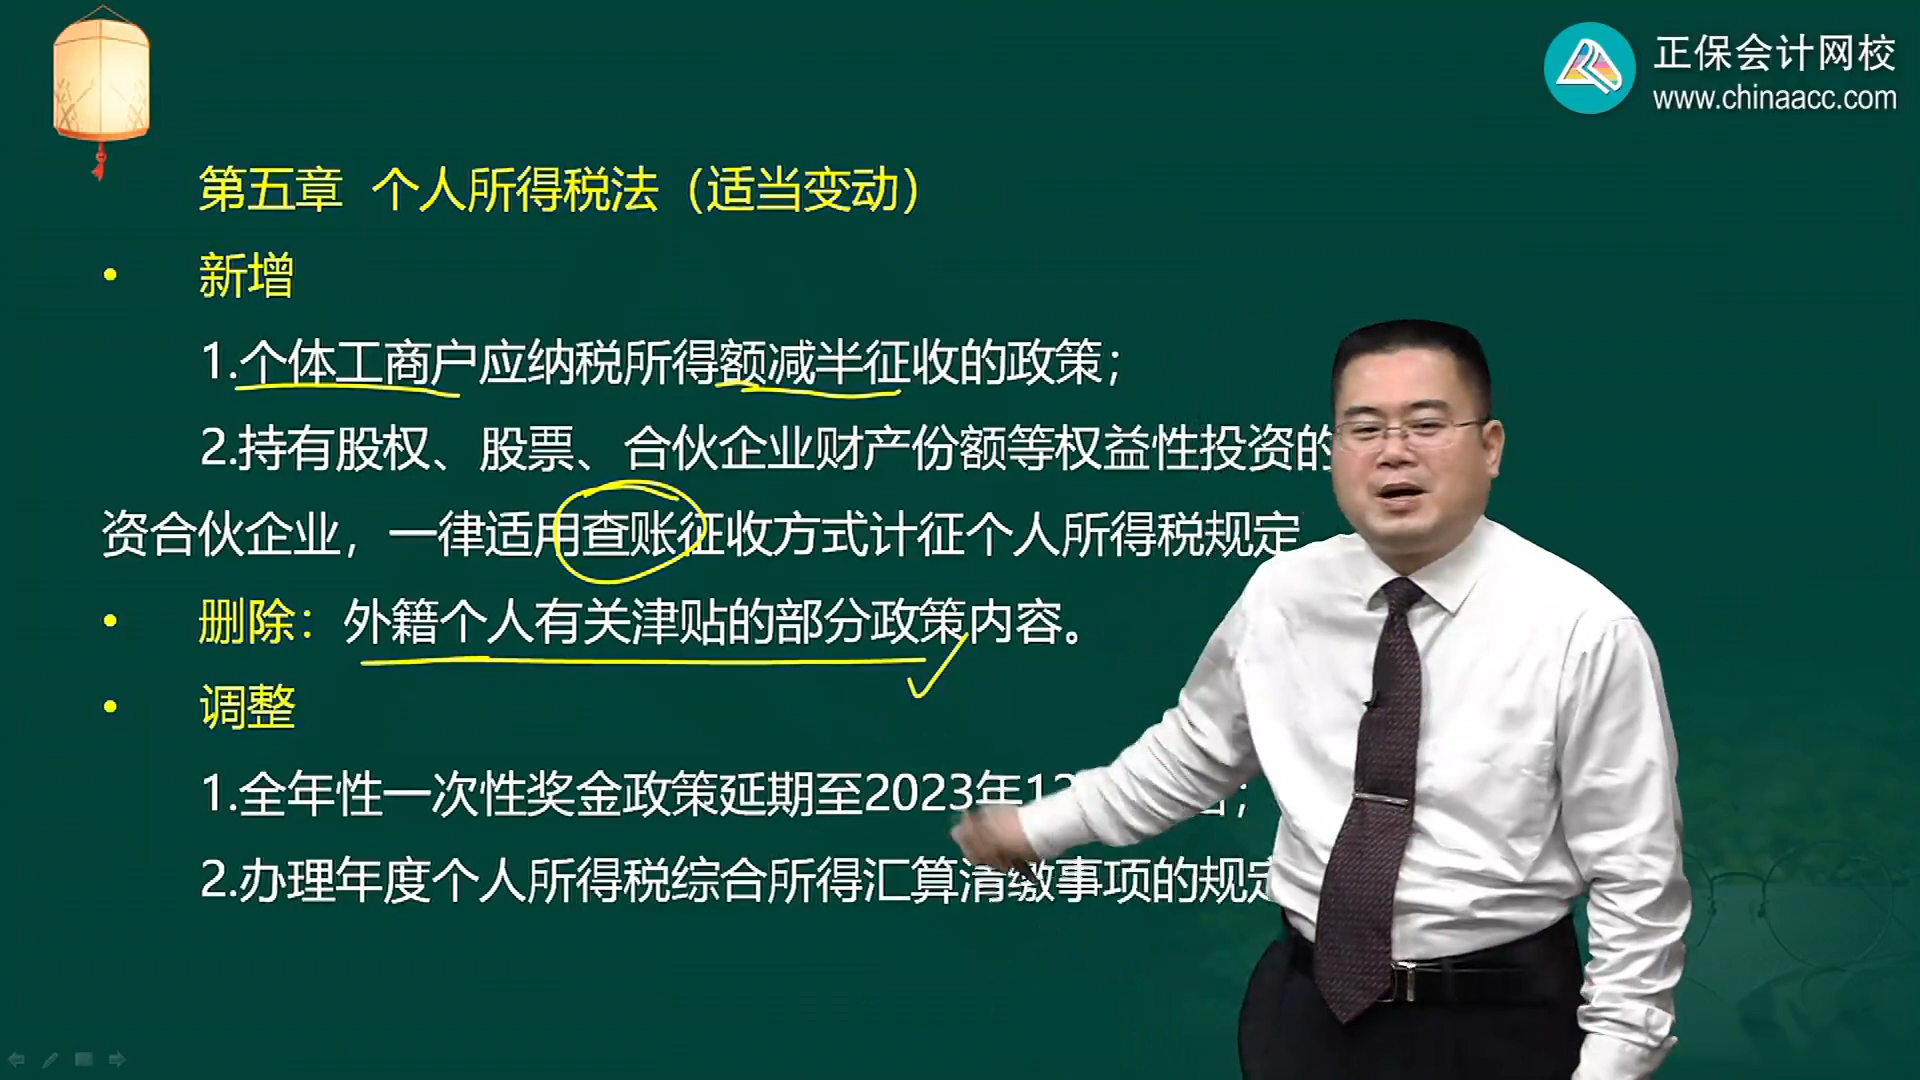 正保会计网校
www.chinaacc.com
第五章 个人所得税法（适当变动）
• 新增
1.个体工商户应纳税所得额减半征收的政策；
2.持有股权、股票、合伙企业财产份额等权益性投资的
资合伙企业，一律适用查账征收方式计征个人所得税规定
• 删除：外籍个人有关津贴的部分政策内容。
• 调整
1.全年性一次性奖金政策延期至2023年12 ；
2.办理年度个人所得税综合所得汇算清缴事项的规定